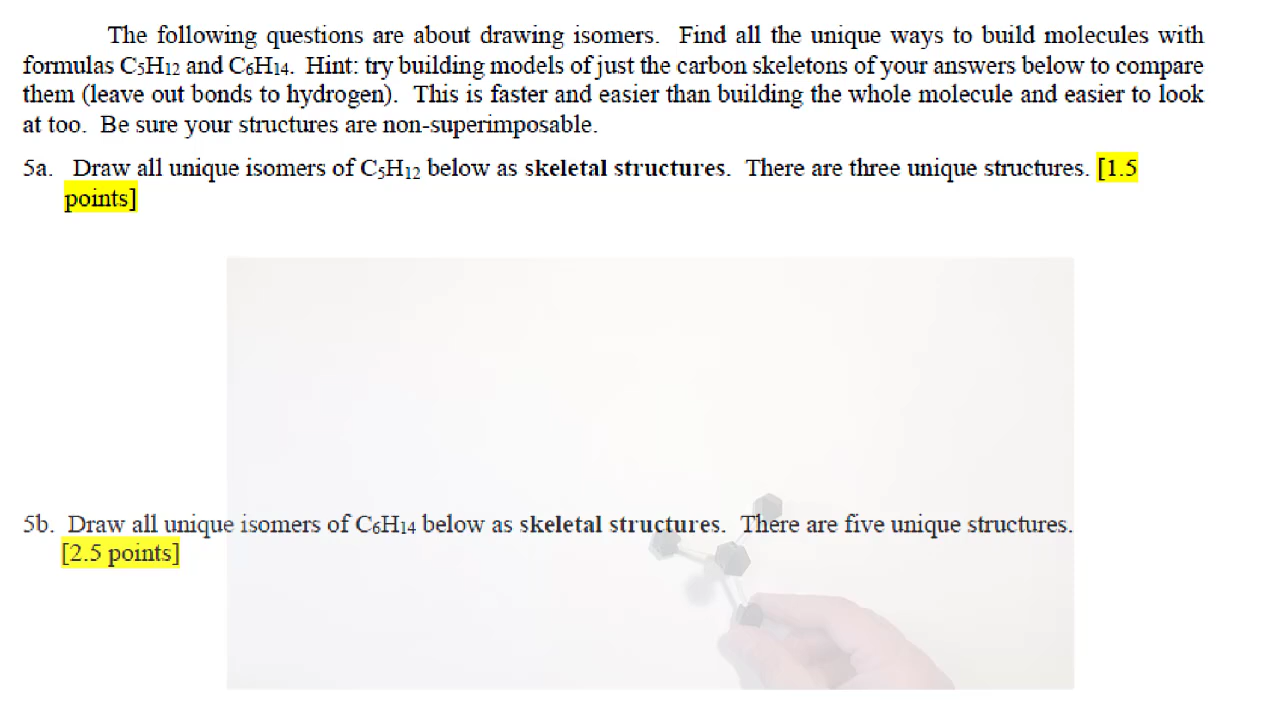 The following questions are about drawing isomers. Find all the unique ways to build molecules with
formulas C5H12 and C6H14. Hint: try building models of just the carbon skeletons of your answers below to compare
them (leave out bonds to hydrogen). This is faster and easier than building the whole molecule and easier to look
at too. Be sure your structures are non-superimposable.
5a. Draw all unique isomers of C5H12 below as skeletal structures. There are three unique structures. [1.5
points]
5b. Draw all unique isomers of C6H14 below as skeletal structures. There are five unique structures.
[2.5 points]